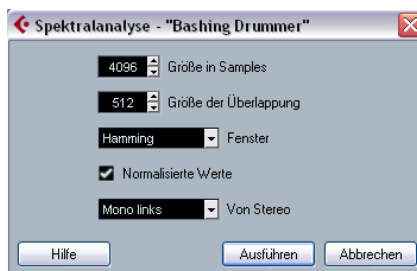 Spektralanalyse - "Bashing Drummer"
4096 Größe in Samples
512 Größe der Überlappung
Hamming Fenster
Normalisierte Werte
Mono links Von Stereo
Hilfe Ausführen Abbrechen